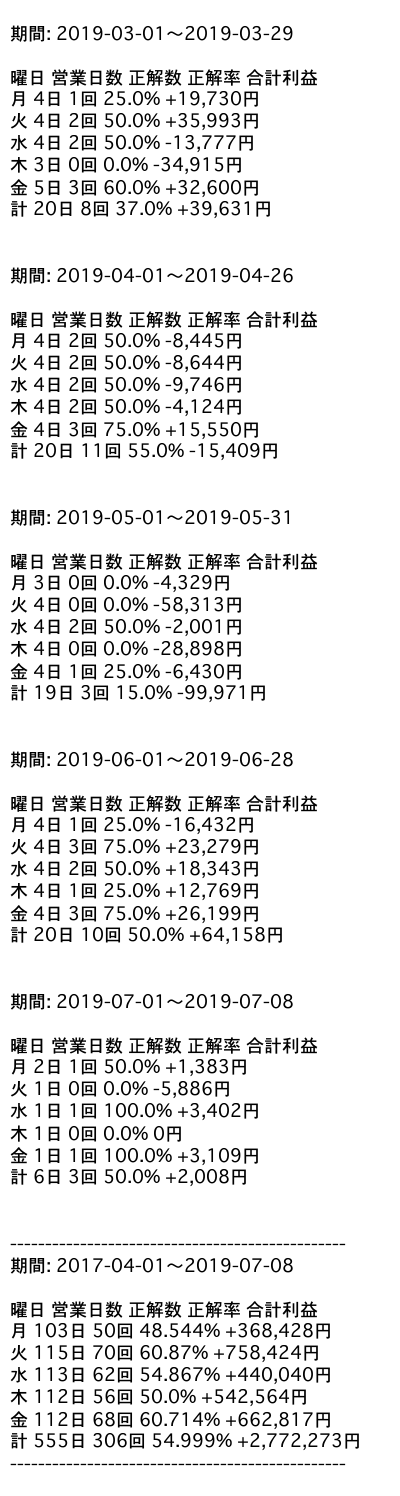 期間: 2019-03-01〜2019-03-29
曜日 営業日数 正解数 正解率 合計利益
月 4日 1回 25.0% +19,730円
火 4日 2回 50.0% +35,993円
水 4日 2回 50.0% -13,777円
木 3日 0回 0.0% -34,915円
金 5日 3回 60.0% +32,600円
計 20日 8回 37.0% +39,631円
期間: 2019-04-01〜2019-04-26
曜日 営業日数 正解数 正解率 合計利益
月 4日 2回 50.0% -8,445円
火 4日 2回 50.0% -8,644円
水 4日 2回 50.0% -9,746円
木 4日 2回 50.0% -4,124円
金 4日 3回 75.0% +15,550円
計 20日 11回 55.0% -15,409円
期間: 2019-05-01〜2019-05-31
曜日 営業日数 正解数 正解率 合計利益
月 3日 0回 0.0% -4,329円
火 4日 0回 0.0% -58,313円
水 4日 2回 50.0% -2,001円
木 4日 0回 0.0% -28,898円
金 4日 1回 25.0% -6,430円
計 19日 3回 15.0% -99,971円
期間: 2019-06-01〜2019-06-28
曜日 営業日数 正解数 正解率 合計利益
月 4日 1回 25.0% -16,432円
火 4日 3回 75.0% +23,279円
水 4日 2回 50.0% +18,343円
木 4日 1回 25.0% +12,769円
金 4日 3回 75.0% +26,199円
計 20日 10回 50.0% +64,158円
期間: 2019-07-01〜2019-07-08
曜日 営業日数 正解数 正解率 合計利益
月 2日 1回 50.0% +1,383円
火 1日 0回 0.0% -5,886円
水 1日 1回 100.0% +3,402円
木 1日 0回 0.0% 0円
金 1日 1回 100.0% +3,109円
計 6日 3回 50.0% +2,008円
------------------------------------------------
期間: 2017-04-01〜2019-07-08
曜日 営業日数 正解数 正解率 合計利益
月 103日 50回 48.544% +368,428円
火 115日 70回 60.87% +758,424円
水 113日 62回 54.867% +440,040円
木 112日 56回 50.0% +542,564円
金 112日 68回 60.714% +662,817円
計 555日 306回 54.999% +2,772,273円
------------------------------------------------